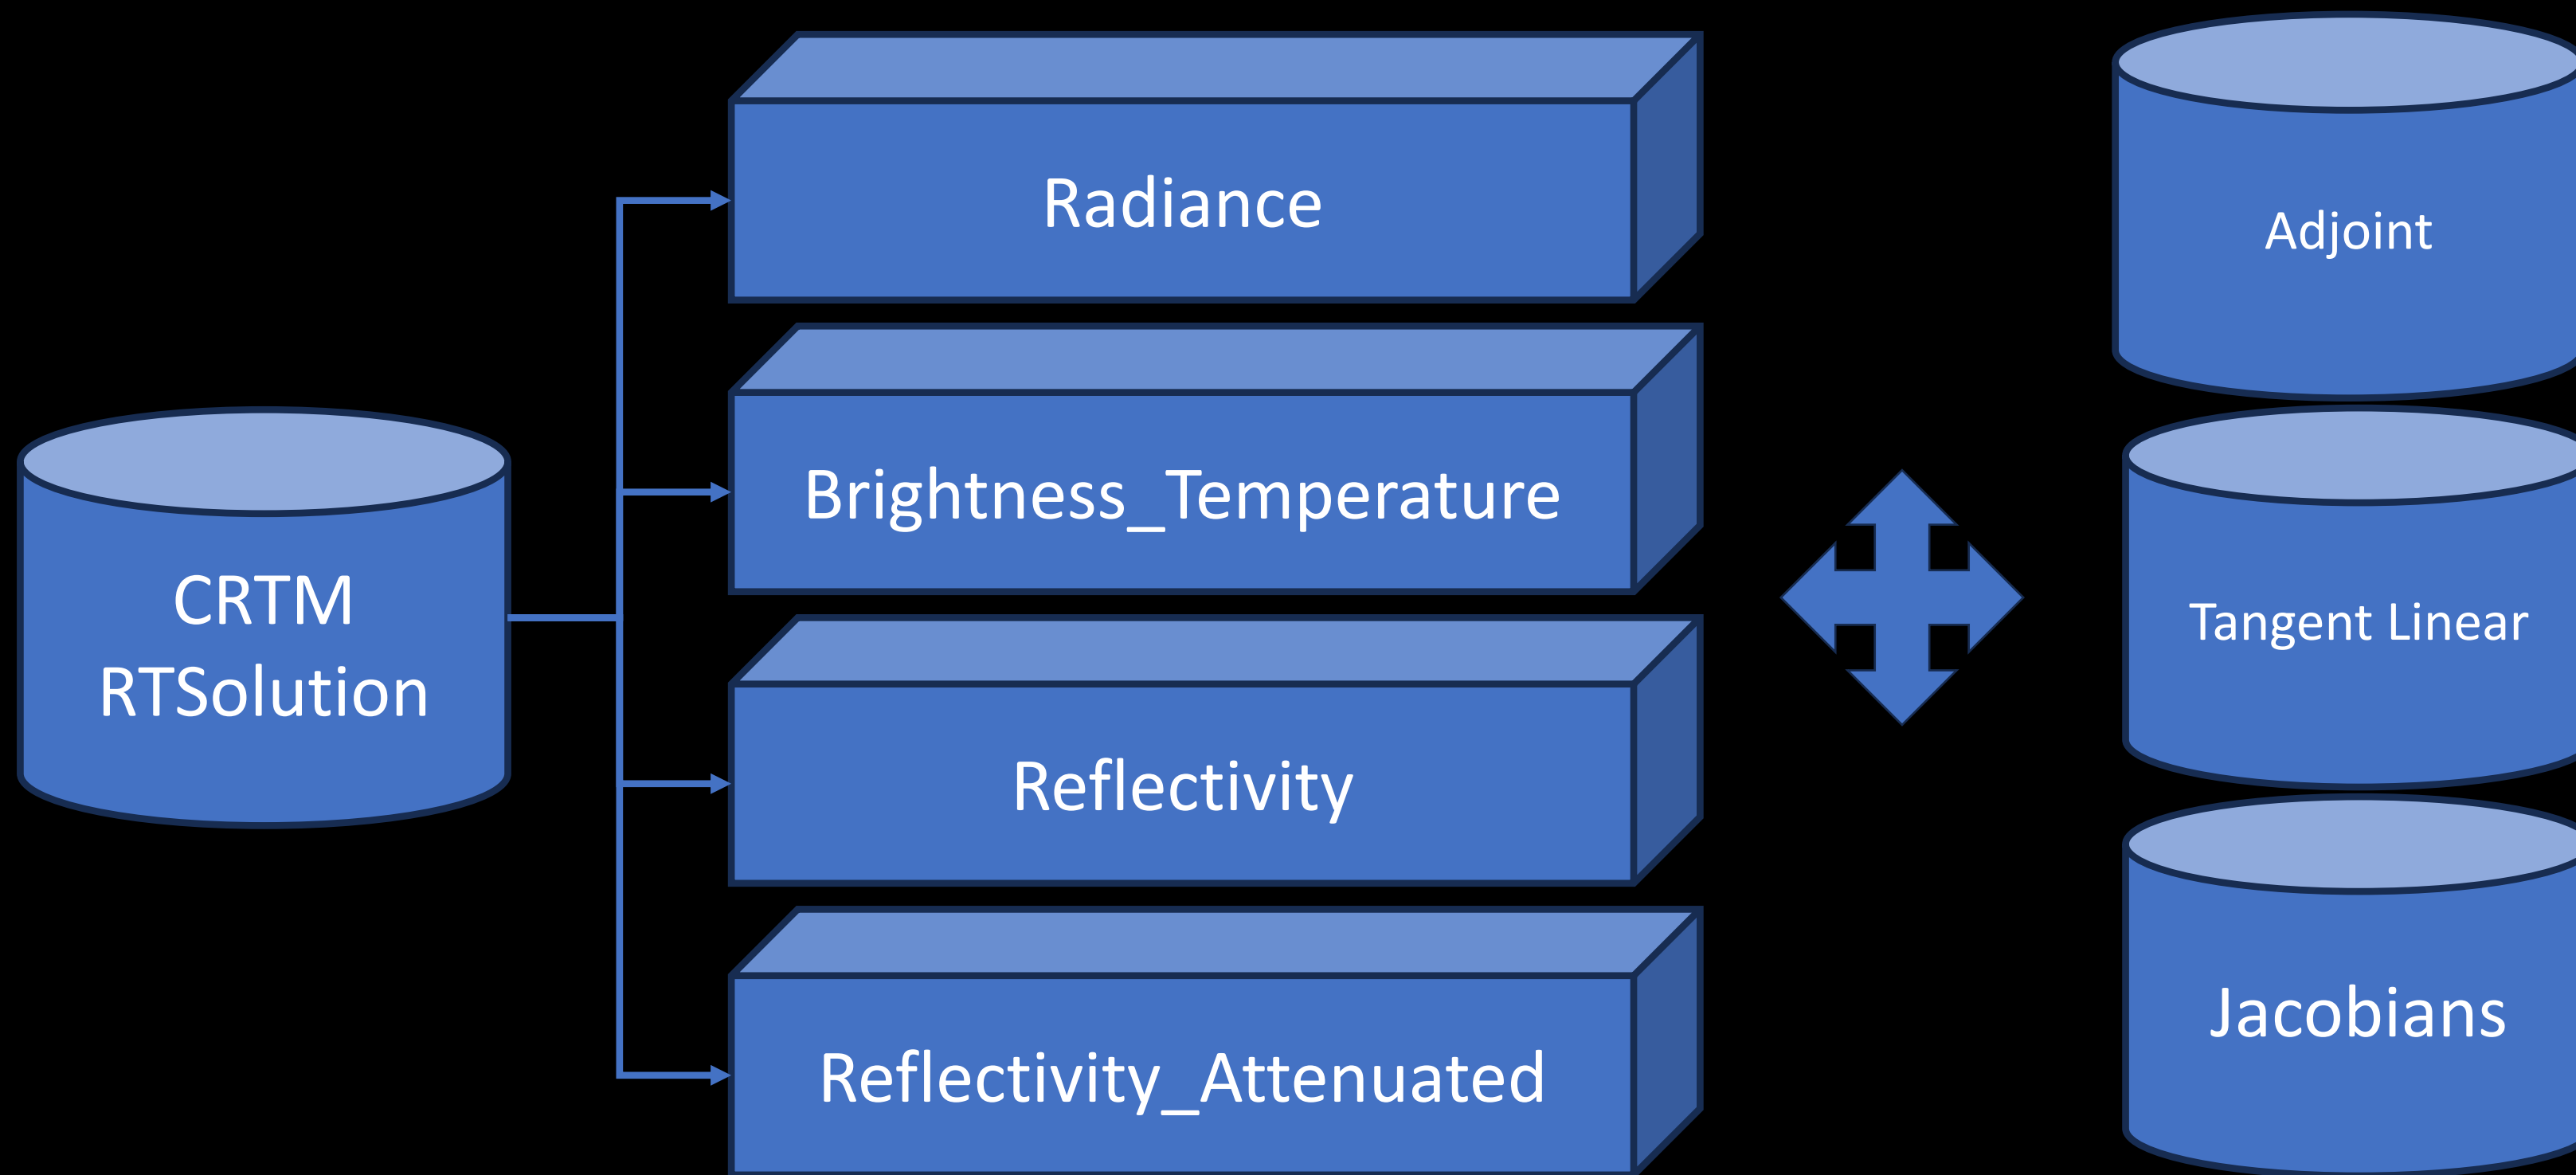 CRTM
RTSolution
Radiance
Brightness_Temperature
Reflectivity
Reflectivity_Attenuated
Adjoint
Tangent Linear
Jacobians